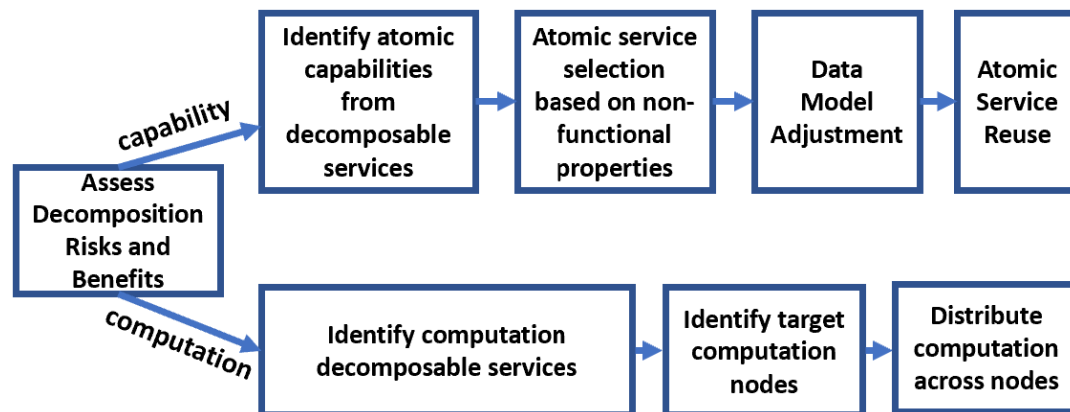 Identify atomic
capabilities
from
decomposable
services
Atomic service
selection
based on non-
functional
properties
Data
Model
Adjustment
Atomic
Service
Reuse
capability
Assess
Decomposition
Risks and
Benefits
computation
Identify computation
decomposable services
Identify target
computation
nodes
Distribute
computation
across nodes